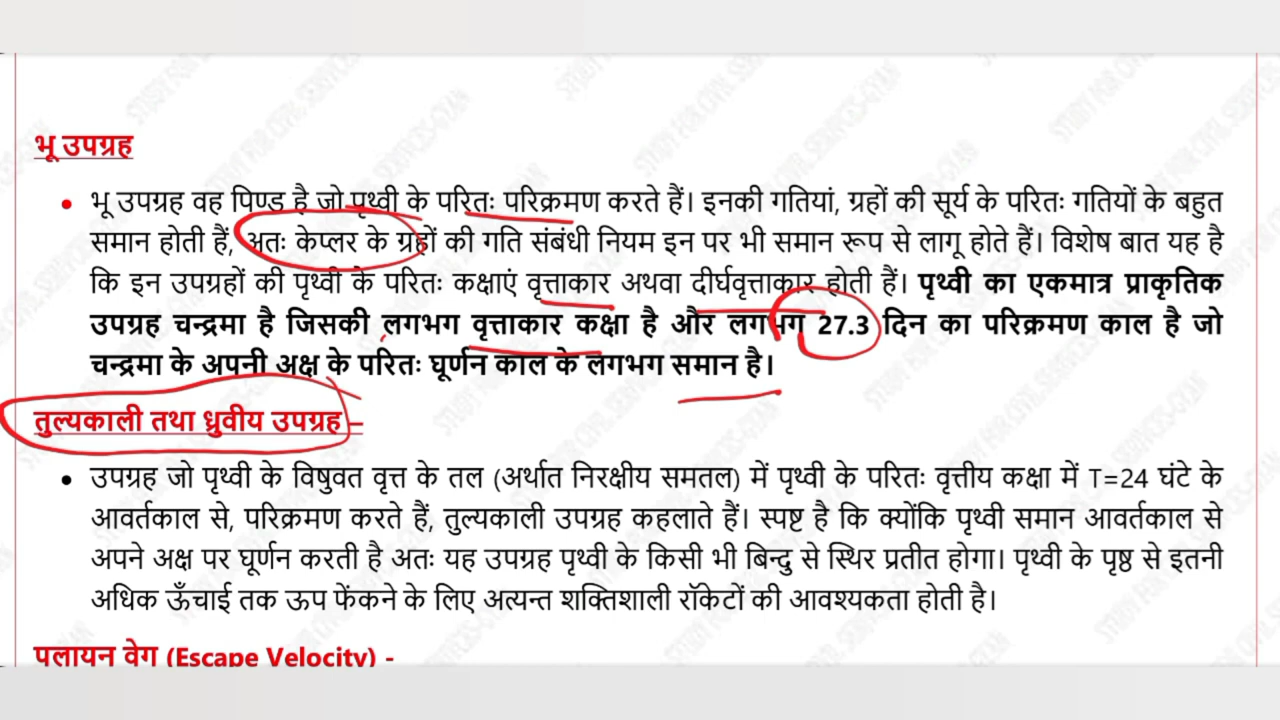 भू उपग्रह
• भू उपग्रह वह पिण्ड है जो पृथ्वी के परितः परिक्रमण करते हैं। इनकी गतियां, ग्रहों की सूर्य के परितः गतियों के बहुत
समान होती हैं, अतः केप्लर के ग्रहों की गति संबंधी नियम इन पर भी समान रूप से लागू होते हैं। विशेष बात यह है
कि इन उपग्रहों की पृथ्वी के परितः कक्षाएं वृत्ताकार अथवा दीर्घवृत्ताकार होती हैं। पृथ्वी का एकमात्र प्राकृतिक
उपग्रह चन्द्रमा है जिसकी लगभग वृत्ताकार कक्षा है और लगभग 27.3 दिन का परिक्रमण काल है जो
चन्द्रमा के अपनी अक्ष के परितः घूर्णन काल के लगभग समान है।
तुल्यकाली तथा ध्रुवीय उपग्रह –
• उपग्रह जो पृथ्वी के विषुवत वृत्त के तल (अर्थात निरक्षीय समतल) में पृथ्वी के परितः वृत्तीय कक्षा में T=24 घंटे के
आवर्तकाल से, परिक्रमण करते हैं, तुल्यकाली उपग्रह कहलाते हैं। स्पष्ट है कि क्योंकि पृथ्वी समान आवर्तकाल से
अपने अक्ष पर घूर्णन करती है अतः यह उपग्रह पृथ्वी के किसी भी बिन्दु से स्थिर प्रतीत होगा। पृथ्वी के पृष्ठ से इतनी
अधिक ऊँचाई तक ऊप फेंकने के लिए अत्यन्त शक्तिशाली रॉकेटों की आवश्यकता होती है।
पलायन वेग (Escape Velocity) -